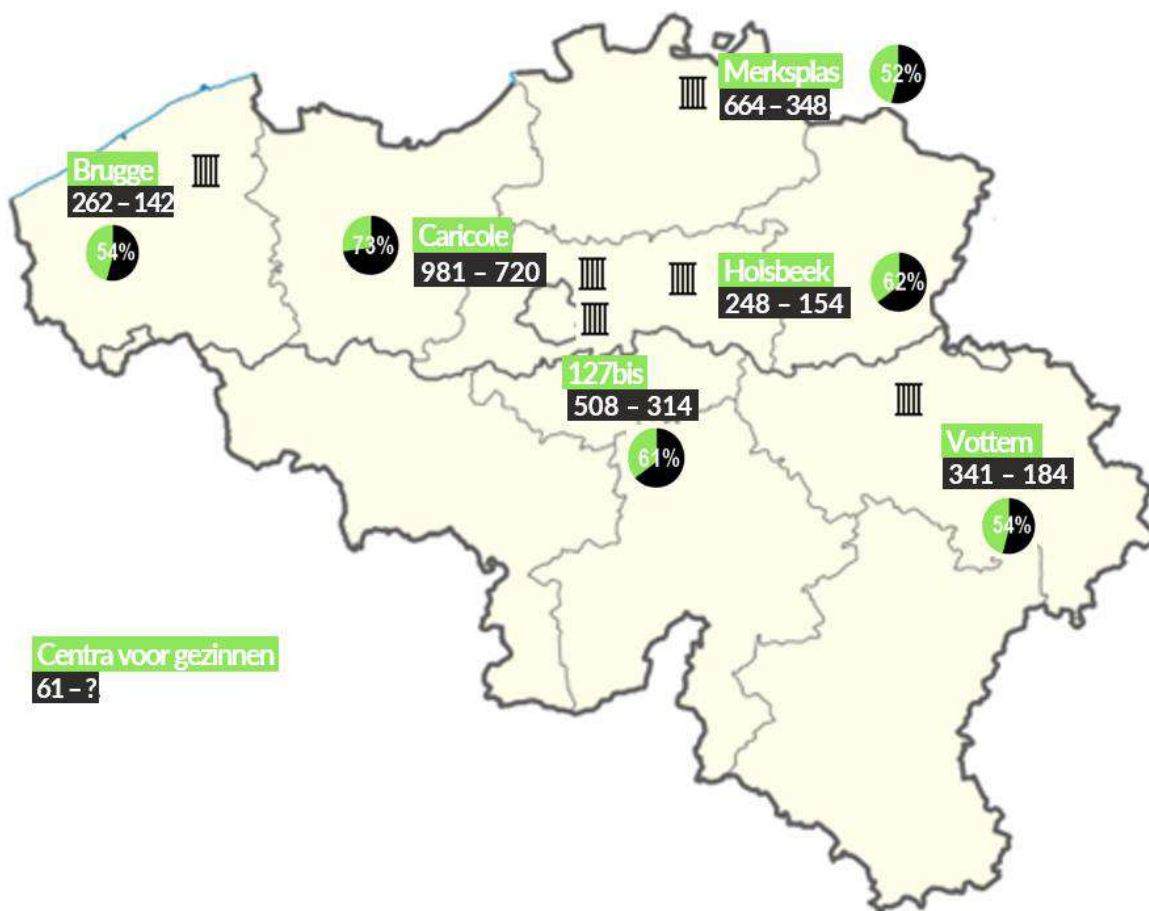 Merksplas
664 – 348
52%
Brugge
262 – 142
54%
73%
Caricole
981 – 720
Holsbeek
248 – 154
62%
127bis
508 – 314
61%
Vottem
341 – 184
54%
Centra voor gezinnen
61 – ?